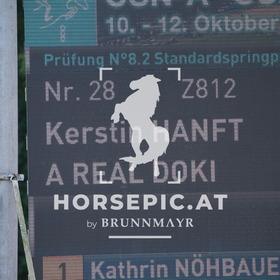 10. - 12. Oktober
Prüfung N°8.2 Standardspringp
Nr. 28 Z812
Kerstin HANFT
A REAL DOKI
HORSEPIC.AT
by BRUNNMAYR
1 Kathrin NÖHBAUE